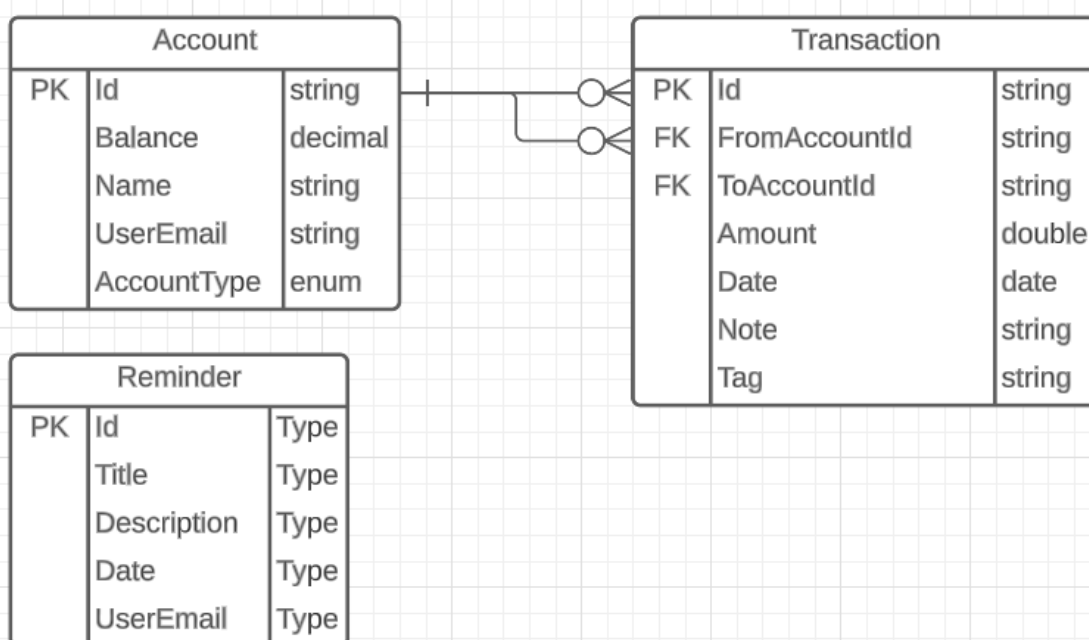 Account
PK Id string
Balance decimal
Name string
UserEmail string
AccountType enum
Transaction
PK Id string
FK FromAccountId string
FK ToAccountId string
Amount double
Date date
Note string
Tag string
Reminder
PK Id Type
Title Type
Description Type
Date Type
UserEmail Type